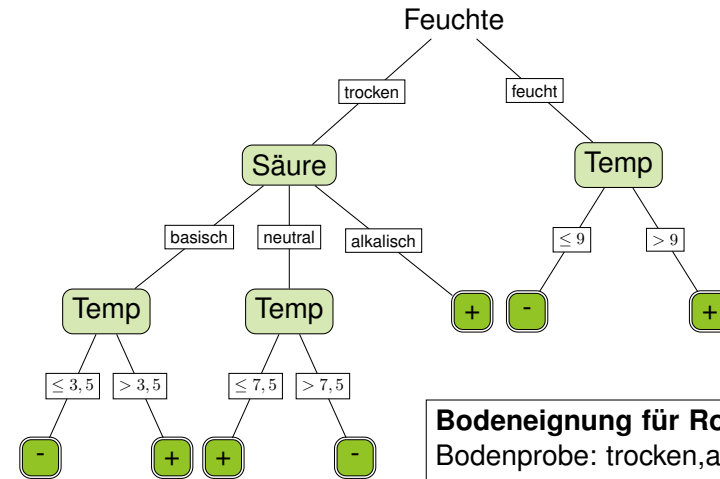 Feuchte
trocken
feucht
Säure
Temp
basisch
neutral
alkalisch
≤ 9
> 9
Temp
Temp
+
-
+
≤ 3, 5
> 3, 5
≤ 7, 5
> 7, 5
-
+
+
-
Bodeneignung für
Bodenprobe: trocken,